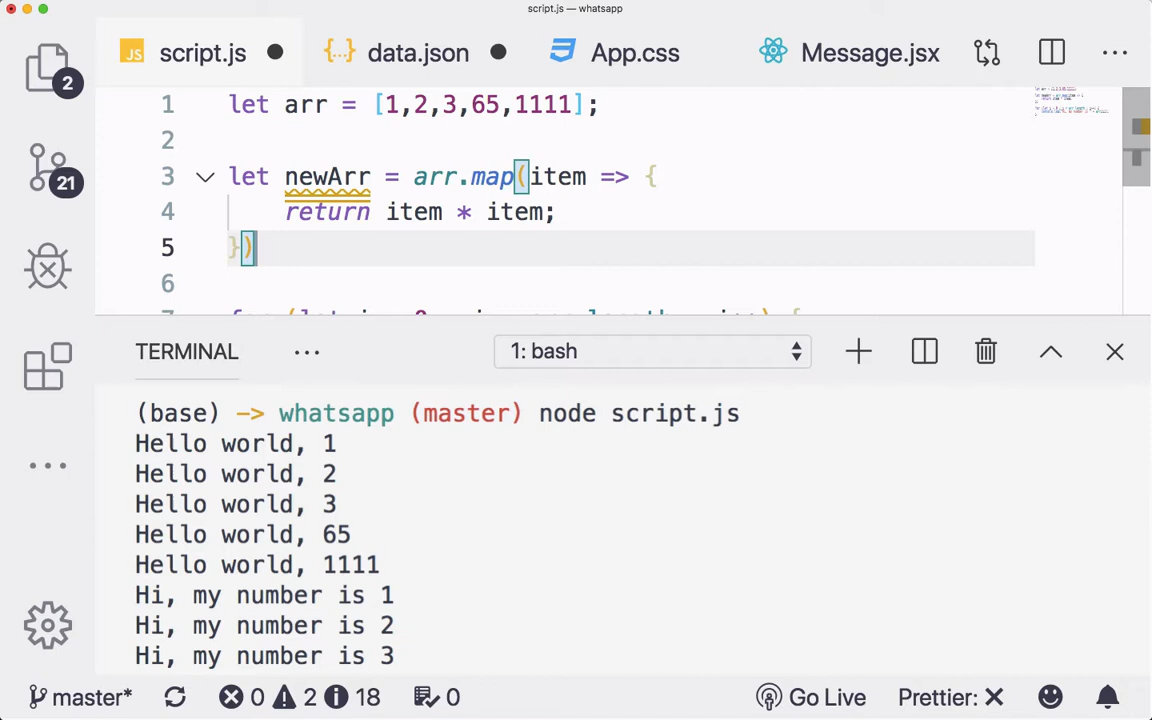 script.js — whatsapp
script.js data.json App.css Message.jsx
2
21
1 let arr = [1,2,3,65,1111];
2
3 let newArr = arr.map(item => {
4 return item * item;
5 })
6
TERMINAL 1: bash
(base) -> whatsapp (master) node script.js
Hello world, 1
Hello world, 2
Hello world, 3
Hello world, 65
Hello world, 1111
Hi, my number is 1
Hi, my number is 2
Hi, my number is 3
master* 0 2 18 0 Go Live Prettier: ✕